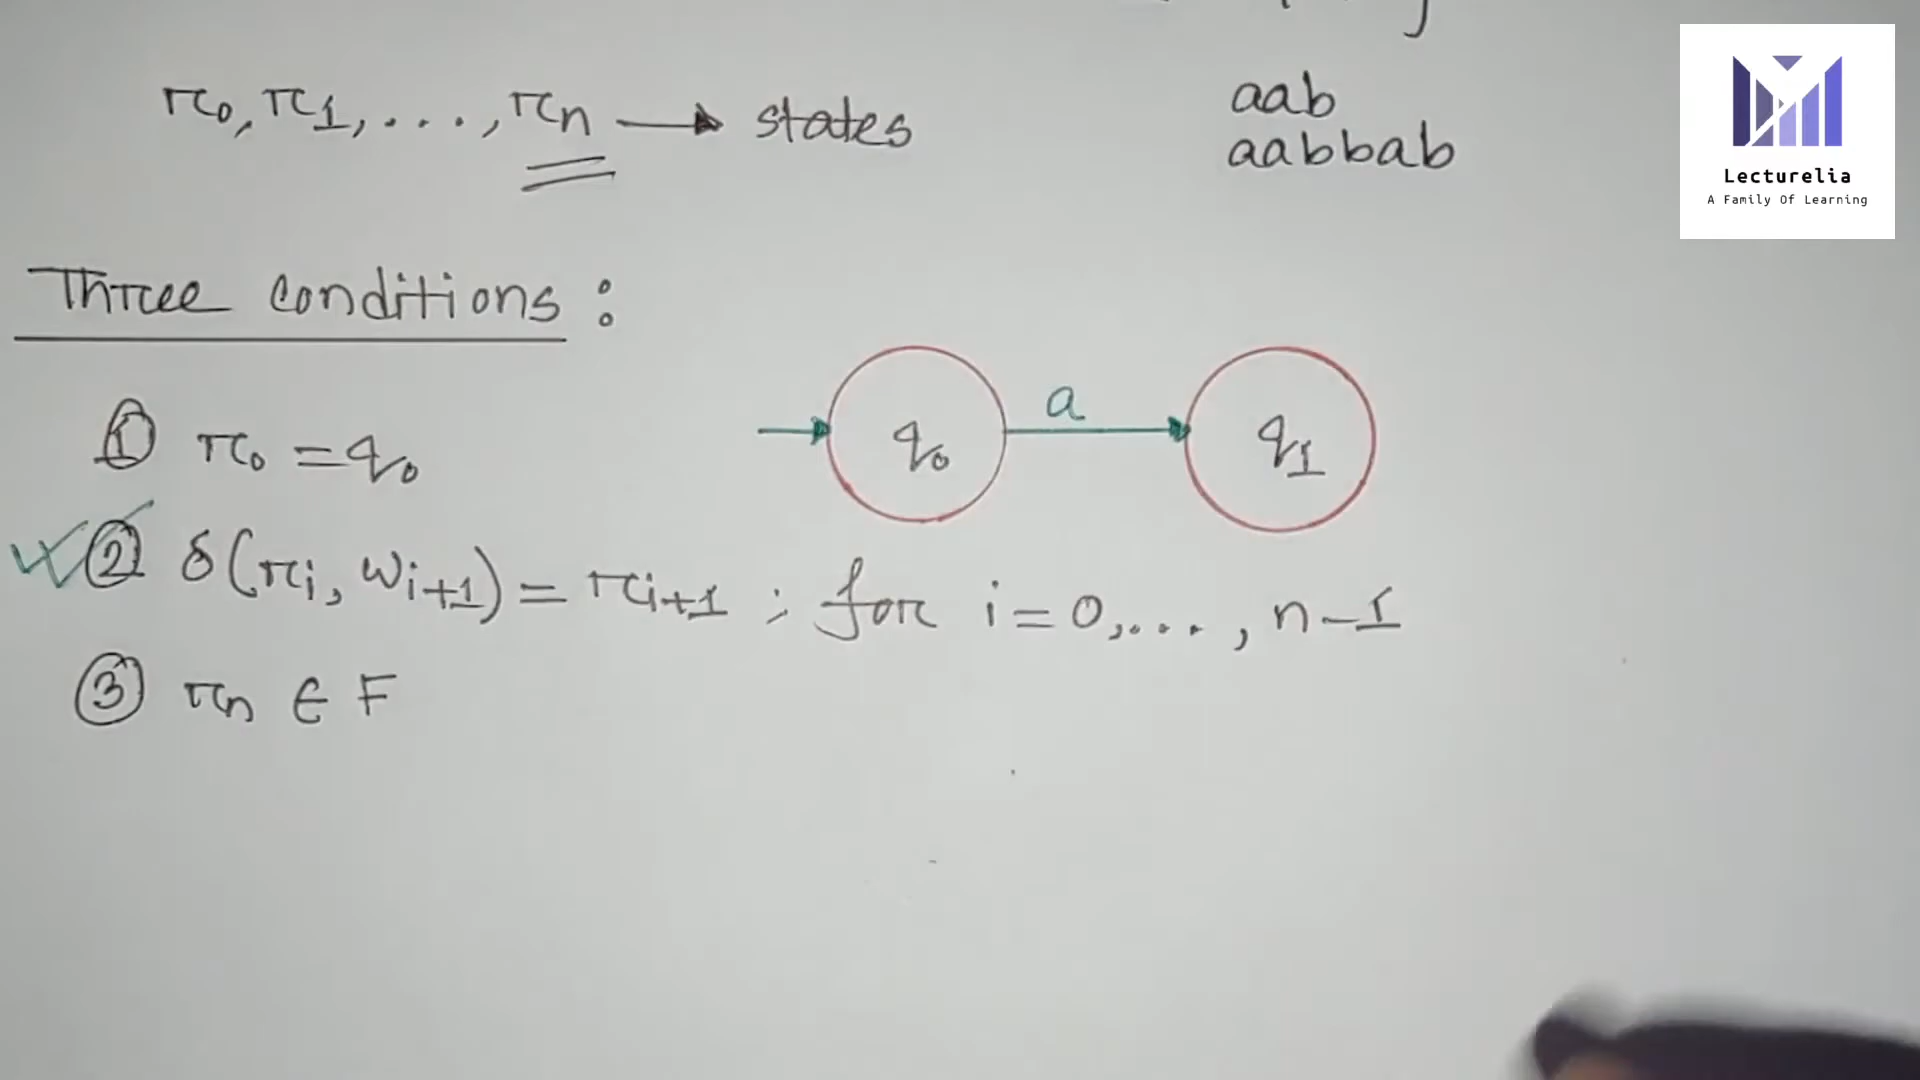 r₀, r₁, . . . , rₙ → states
aab
aabbab
Lecturelia
A Family Of Learning
Three conditions :
① r₀ = q₀
a
q₀
q₁
② δ(rᵢ, wᵢ₊₁) = rᵢ₊₁ ; for i = 0, . . . , n-1
③ rₙ ∈ F